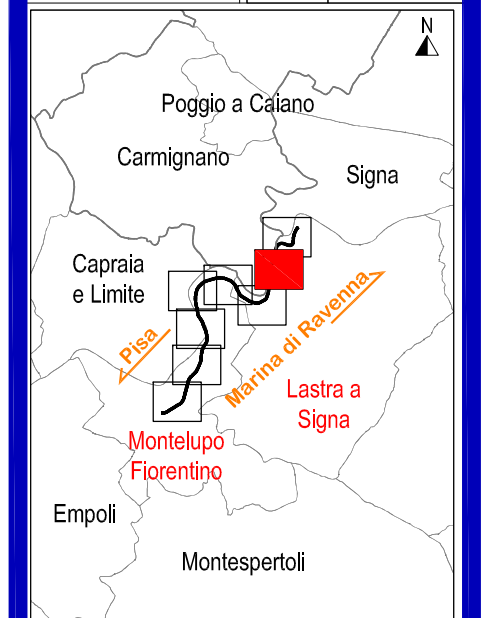 N
Poggio a Caiano
Carmignano
Signa
Capraia
e Limite
Pisa
Marina di Ravenna
Lastra a
Signa
Montelupo
Fiorentino
Empoli
Montespertoli